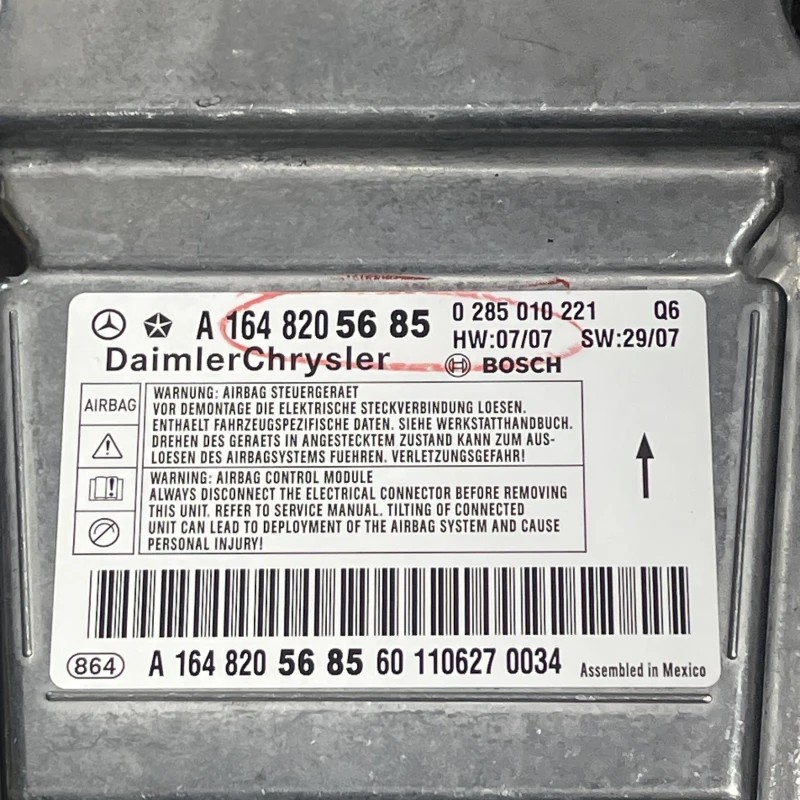 A 164 820 56 85 0 285 010 221 Q6
HW:07/07 SW:29/07
DaimlerChrysler BOSCH
AIRBAG
WARNUNG: AIRBAG STEUERGERAET
VOR DEMONTAGE DIE ELEKTRISCHE STECKVERBINDUNG LOESEN.
ENTHAELT FAHRZEUGSPEZIFISCHE DATEN. SIEHE WERKSTATTHANDBUCH.
DREHEN DES GERAETS IN ANGESTECKTEM ZUSTAND KANN ZUM AUS-
LOESEN DES AIRBAGSYSTEMS FUEHREN. VERLETZUNGSGEFAHR!
WARNING: AIRBAG CONTROL MODULE
ALWAYS DISCONNECT THE ELECTRICAL CONNECTOR BEFORE REMOVING
THIS UNIT. REFER TO SERVICE MANUAL. TILTING OF CONNECTED
UNIT CAN LEAD TO DEPLOYMENT OF THE AIRBAG SYSTEM AND CAUSE
PERSONAL INJURY!
864 A 164 820 56 85 60 110627 0034 Assembled in Mexico